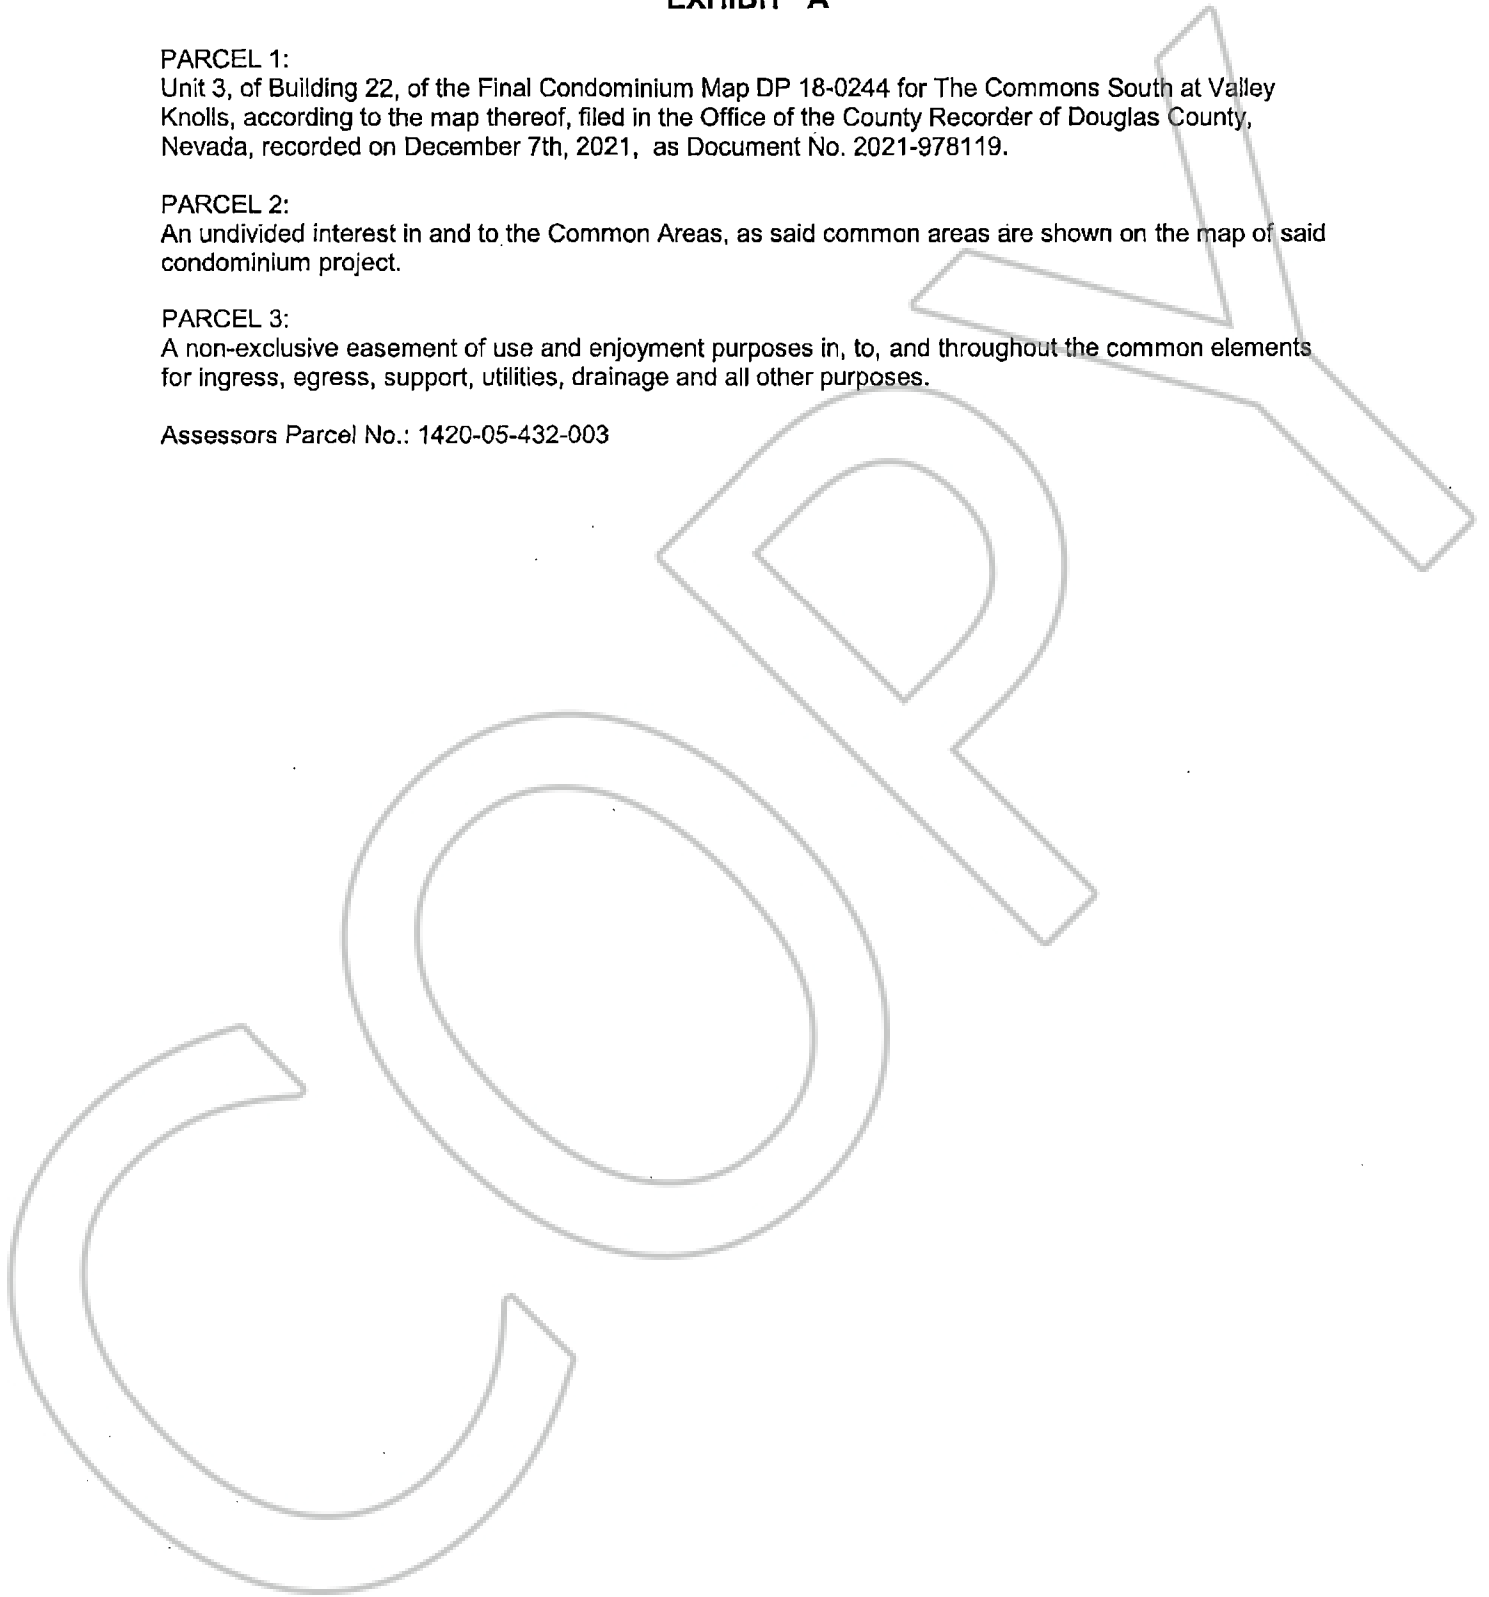 EXHIBIT "A"
PARCEL 1:
Unit 3, of Building 22, of the Final Condominium Map DP 18-0244 for The Commons South at Valley
Knolls, according to the map thereof, filed in the Office of the County Recorder of Douglas County,
Nevada, recorded on December 7th, 2021, as Document No. 2021-978119.
PARCEL 2:
An undivided interest in and to the Common Areas, as said common areas are shown on the map of said
condominium project.
PARCEL 3:
A non-exclusive easement of use and enjoyment purposes in, to, and throughout the common elements
for ingress, egress, support, utilities, drainage and all other purposes.
Assessors Parcel No.: 1420-05-432-003
COPY